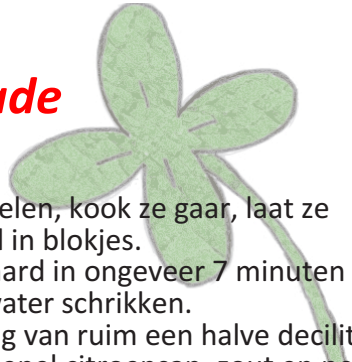 ude
elen, kook ze gaar, laat ze
in blokjes.
ard in ongeveer 7 minuten
water schrikken.
g van ruim een halve decilit